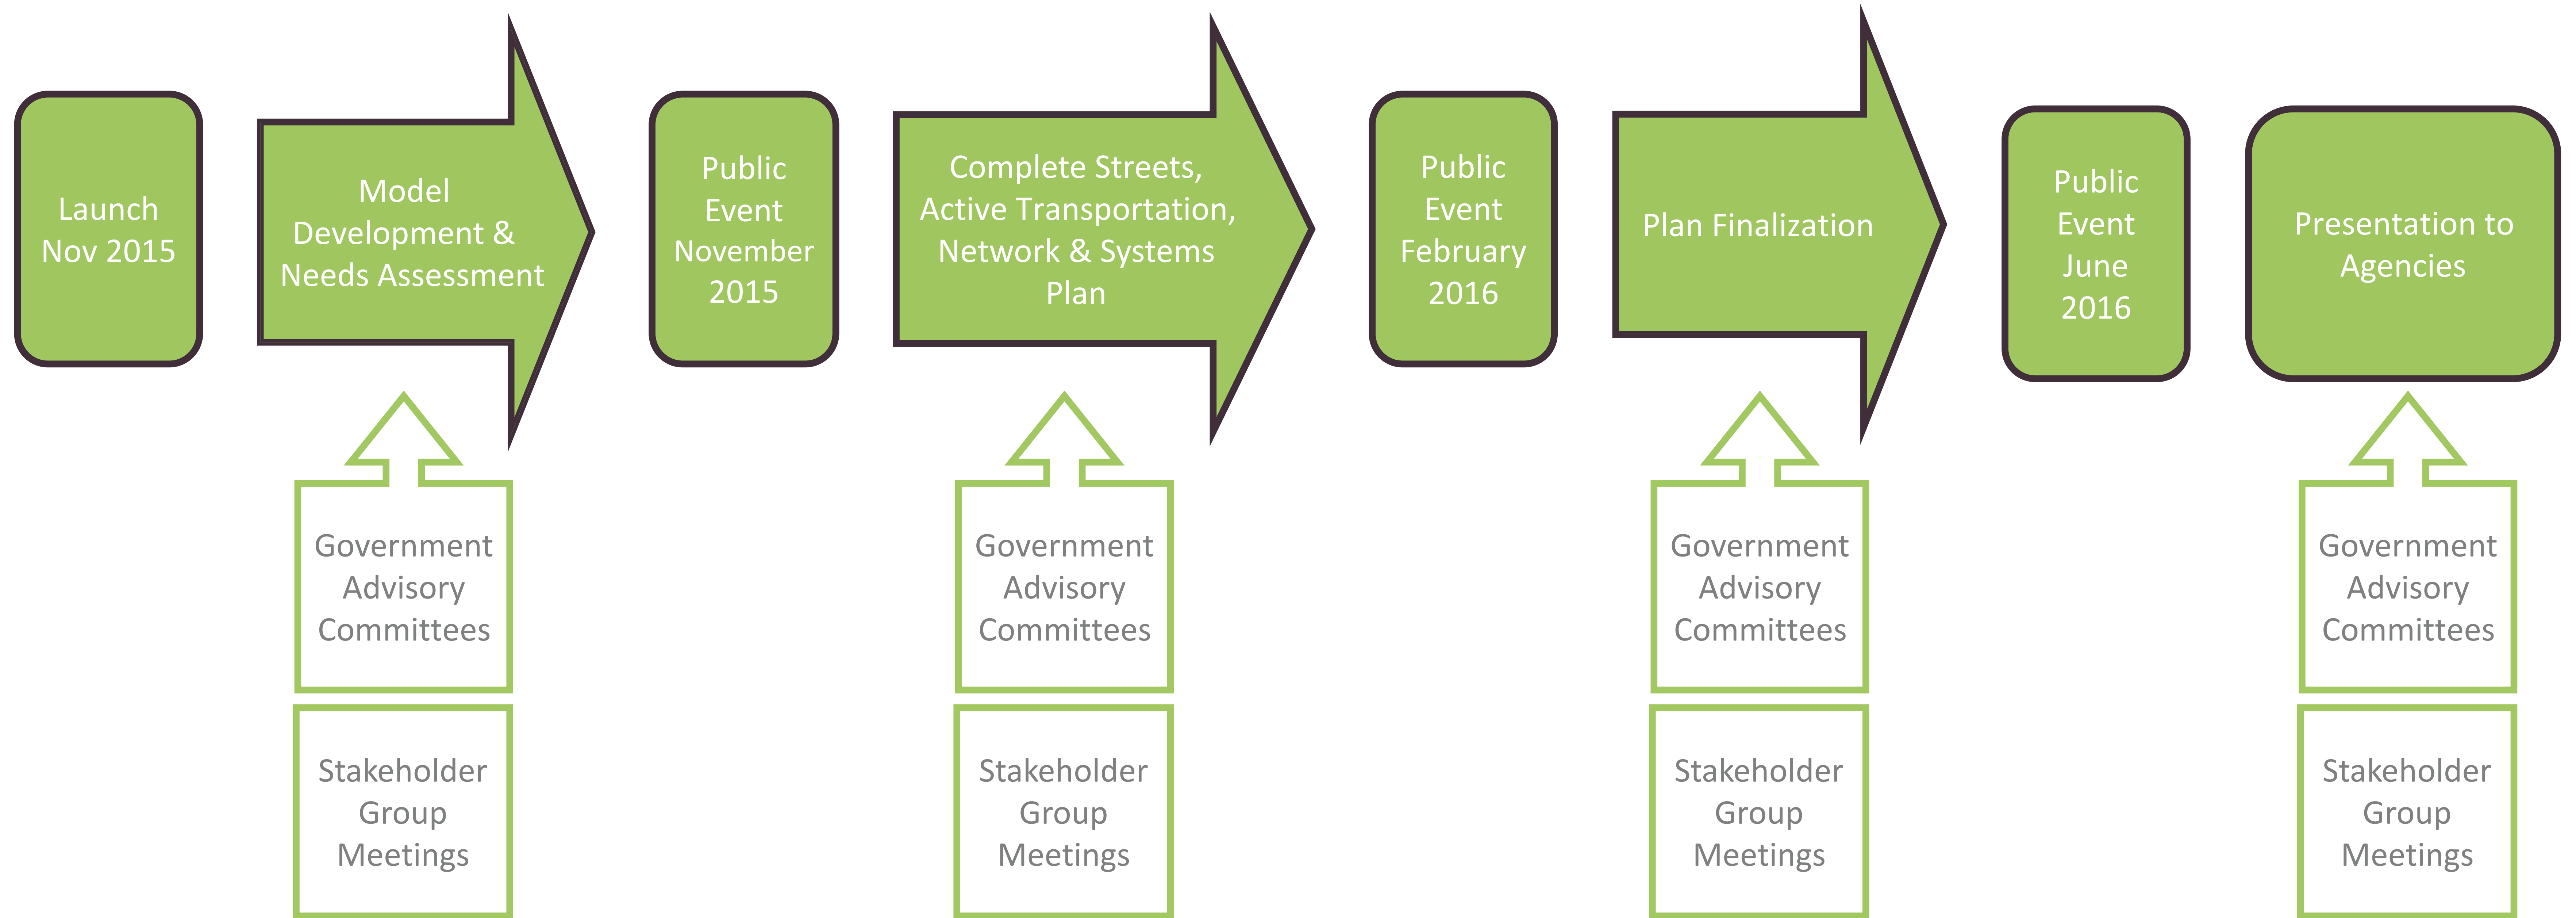 Launch
Nov 2015
Model
Development &
Needs Assessment
Public
Event
November
2015
Complete Streets,
Active Transportation,
Network & Systems
Plan
Public
Event
February
2016
Plan Finalization
Public
Event
June
2016
Presentation to
Agencies
Government
Advisory
Committees
Government
Advisory
Committees
Government
Advisory
Committees
Government
Advisory
Committees
Stakeholder
Group
Meetings
Stakeholder
Group
Meetings
Stakeholder
Group
Meetings
Stakeholder
Group
Meetings